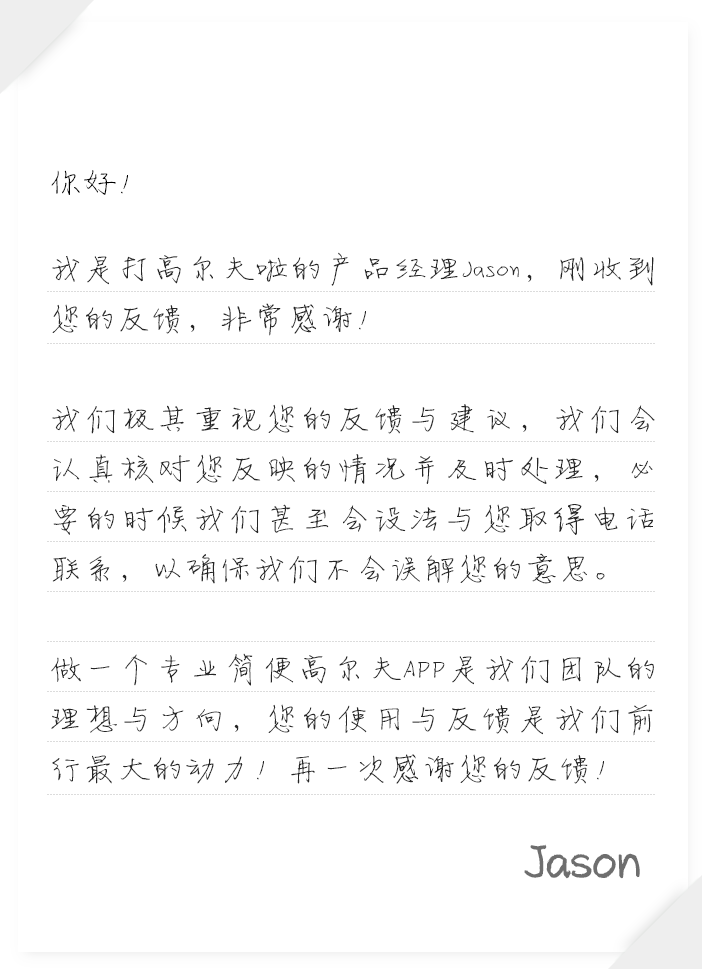 你好！
我是打高尔夫啦的产品经理Jason，刚收到
您的反馈，非常感谢！
我们极其重视您的反馈与建议，我们会
认真核对您反映的情况并及时处理，必
要的时候我们甚至会设法与您取得电话
联系，以确保我们不会误解您的意思。
做一个专业简便高尔夫APP是我们团队的
理想与方向，您的使用与反馈是我们前
行最大的动力！再一次感谢您的反馈！
Jason